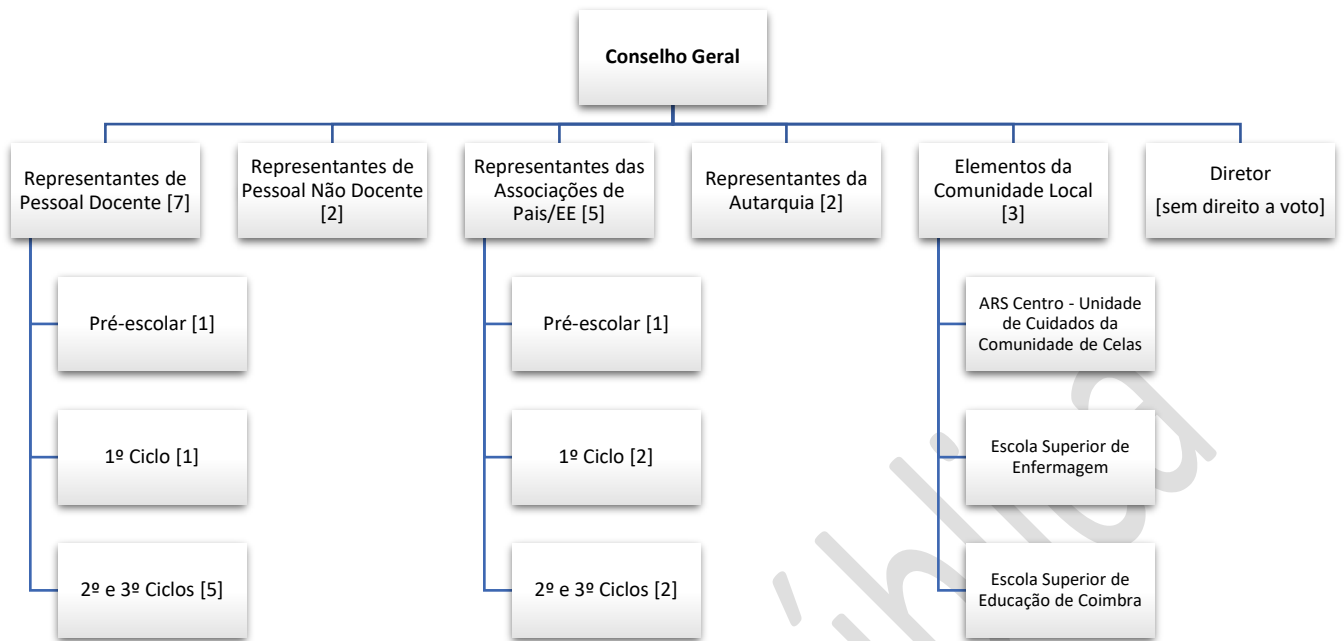 Conselho Geral
Representantes de
Pessoal Docente [7]
Representantes de
Pessoal Não Docente
[2]
Representantes das
Associações de
Pais/EE [5]
Representantes da
Autarquia [2]
Elementos da
Comunidade Local
[3]
Diretor
[sem direito a voto]
Pré-escolar [1]
1º Ciclo [1]
2º e 3º Ciclos [5]
Pré-escolar [1]
1º Ciclo [2]
2º e 3º Ciclos [2]
ARS Centro - Unidade
de Cuidados da
Comunidade de Celas
Escola Superior de
Enfermagem
Escola Superior de
Educação de Coimbra